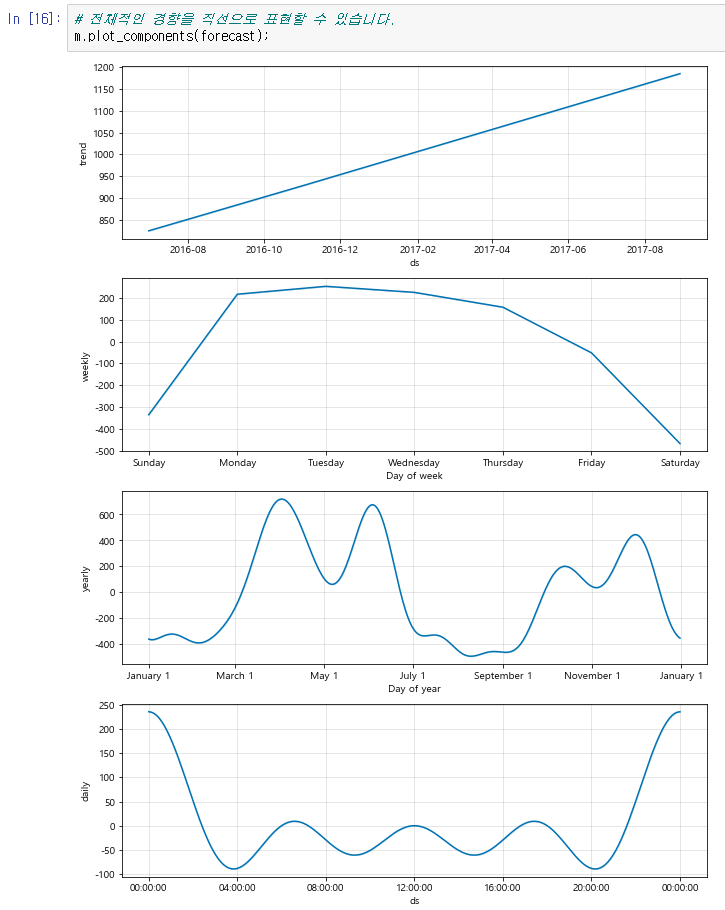 In [16]: # 전체적인 경향을 직선으로 표현할 수 있습니다.
m.plot_components(forecast);
1200
1150
1100
1050
1000
950
900
850
trend
2016-08 2016-10 2016-12 2017-02 2017-04 2017-06 2017-08
ds
200
100
0
-100
-200
-300
-400
-500
weekly
Sunday Monday Tuesday Wednesday Thursday Friday Saturday
Day of week
600
400
200
0
-200
-400
yearly
January 1 March 1 May 1 July 1 September 1 November 1 January 1
Day of year
250
200
150
100
50
0
-50
-100
daily
00:00:00 04:00:00 08:00:00 12:00:00 16:00:00 20:00:00 00:00:00
ds